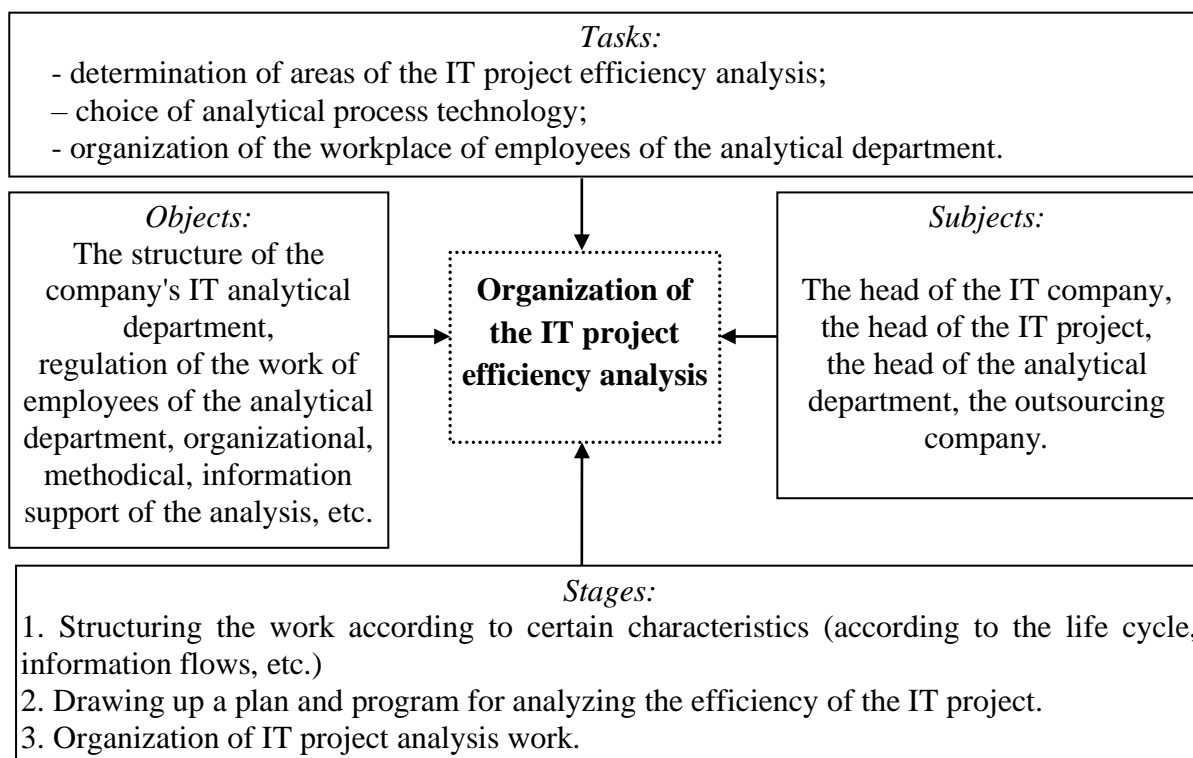 Tasks:
- determination of areas of the IT project efficiency analysis;
– choice of analytical process technology;
- organization of the workplace of employees of the analytical department.
Objects:
The structure of the
company's IT analytical
department,
regulation of the work of
employees of the analytical
department, organizational,
methodical, information
support of the analysis, etc.
Organization of
the IT project
efficiency analysis
Subjects:
The head of the IT company,
the head of the IT project,
the head of the analytical
department, the outsourcing
company.
Stages:
1. Structuring the work according to certain characteristics (according to the life cycle,
information flows, etc.)
2. Drawing up a plan and program for analyzing the efficiency of the IT project.
3. Organization of IT project analysis work.